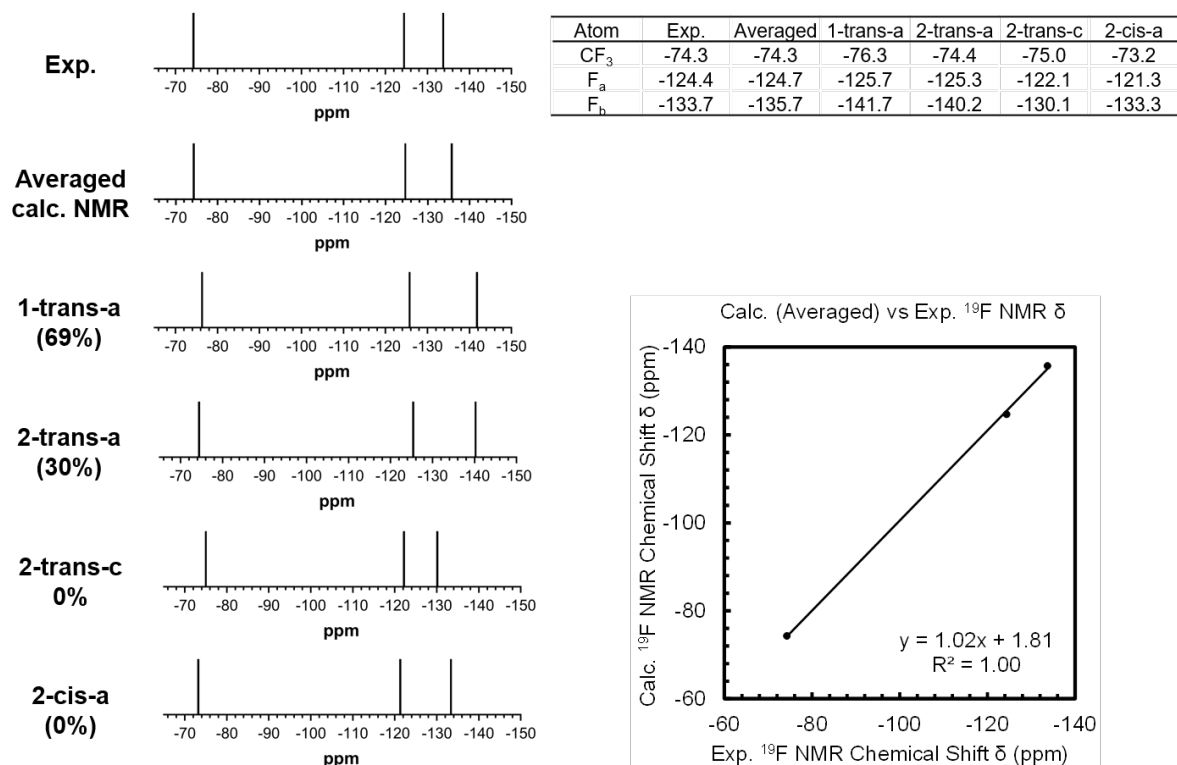 Exp.
-70 -80 -90 -100 -110 -120 -130 -140 -150
ppm
Atom Exp. Averaged 1-trans-a 2-trans-a 2-trans-c 2-cis-a
CF₃ -74.3 -74.3 -76.3 -74.4 -75.0 -73.2
Fₐ -124.4 -124.7 -125.7 -125.3 -122.1 -121.3
F_b -133.7 -135.7 -141.7 -140.2 -130.1 -133.3
Averaged
calc. NMR
-70 -80 -90 -100 -110 -120 -130 -140 -150
ppm
1-trans-a
(69%)
-70 -80 -90 -100 -110 -120 -130 -140 -150
ppm
2-trans-a
(30%)
-70 -80 -90 -100 -110 -120 -130 -140 -150
ppm
2-trans-c
0%
-70 -80 -90 -100 -110 -120 -130 -140 -150
ppm
2-cis-a
(0%)
-70 -80 -90 -100 -110 -120 -130 -140 -150
ppm
Calc. (Averaged) vs Exp. ¹⁹F NMR δ
Calc. ¹⁹F NMR Chemical Shift δ (ppm)
-140
-120
-100
-80
-60
y = 1.02x + 1.81
R² = 1.00
-60 -80 -100 -120 -140
Exp. ¹⁹F NMR Chemical Shift δ (ppm)